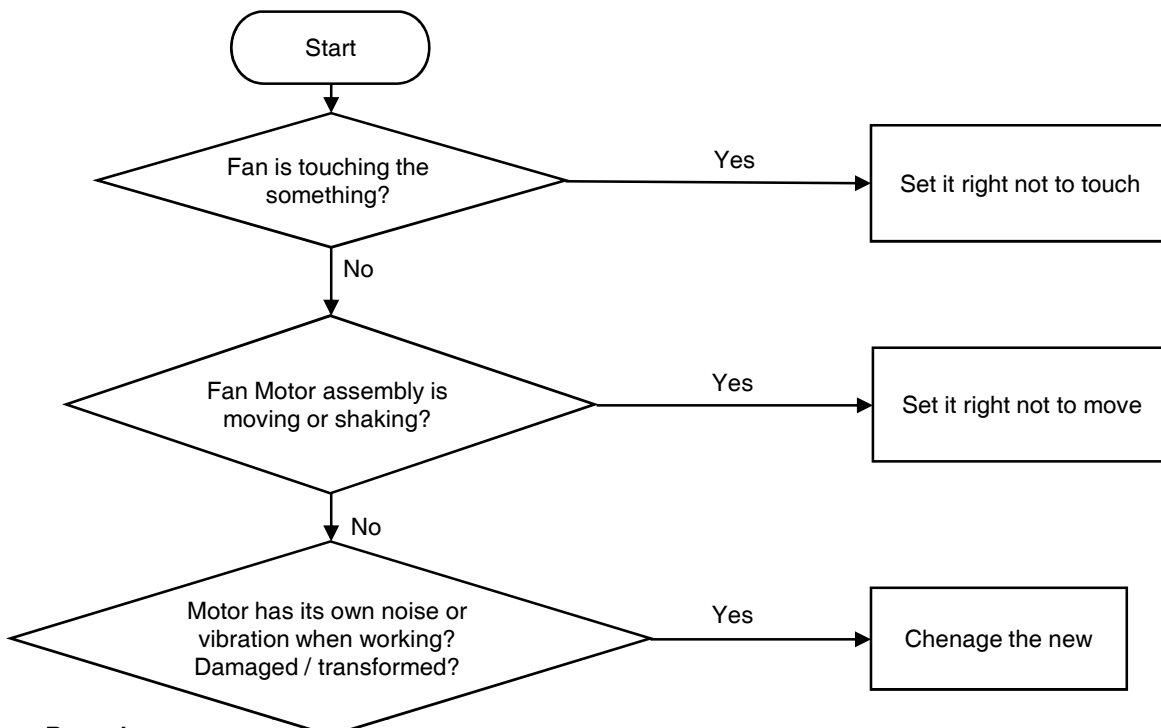 Start
Fan is touching the
something?
Yes
Set it right not to touch
No
Fan Motor assembly is
moving or shaking?
Yes
Set it right not to move
No
Motor has its own noise or
vibration when working?
Damaged / transformed?
Yes
Chenage the new